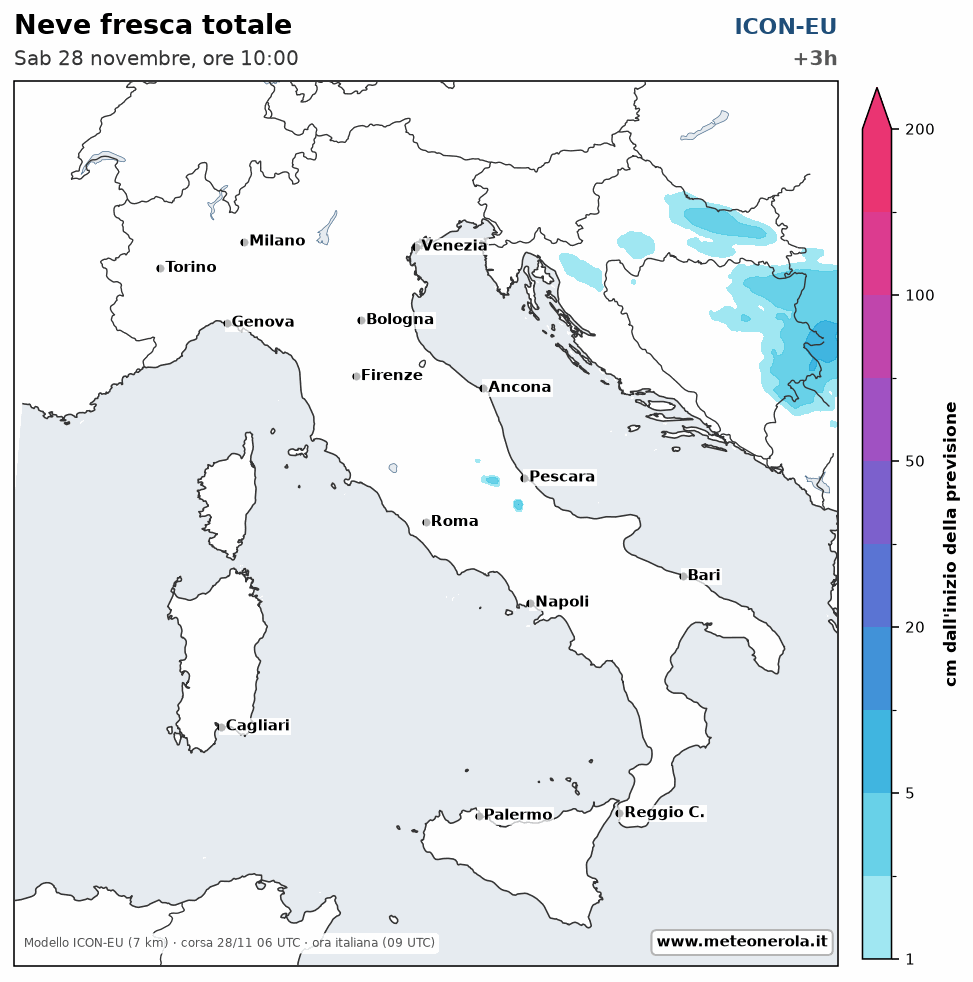 Neve fresca totale
ICON-EU
Sab 28 novembre, ore 10:00
+3h
Milano
Venezia
Torino
Genova
Bologna
Firenze
Ancona
Pescara
Roma
Bari
Napoli
Cagliari
Palermo
Reggio C.
200
100
50
20
5
1
cm dall'inizio della previsione
Modello ICON-EU (7 km) · corsa 28/11 06 UTC · ora italiana (09 UTC)
www.meteonerola.it